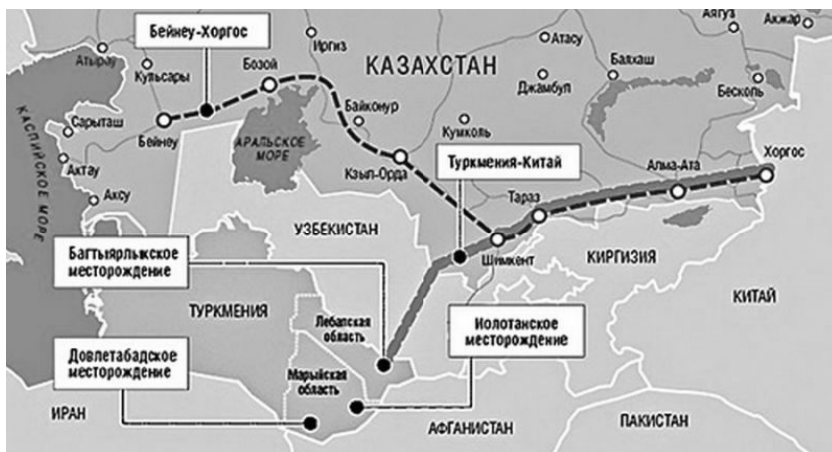 Бейнеу-Хоргос
Иргиз
Атасу
Аягуз
Акжар
Атырау
Кульсары
Бозой
КАЗАХСТАН
Балхаш
Джамбул
Бесколь
КАСПИЙСКОЕ МОРЕ
Сарыташ
Бейнеу
АРАЛЬСКОЕ
МОРЕ
Байконур
Кумколь
Актау
Аксу
Кзыл-Орда
Туркмения-Китай
Алма-Ата
Хоргос
Тараз
УЗБЕКИСТАН
Шимкент
КИРГИЗИЯ
Багтыярлыкское
месторождение
ТУРКМЕНИЯ
КИТАЙ
Лебапская
область
Иолотанское
месторождение
Довлетабадское
месторождение
Марыйская
область
ИРАН
АФГАНИСТАН
ПАКИСТАН